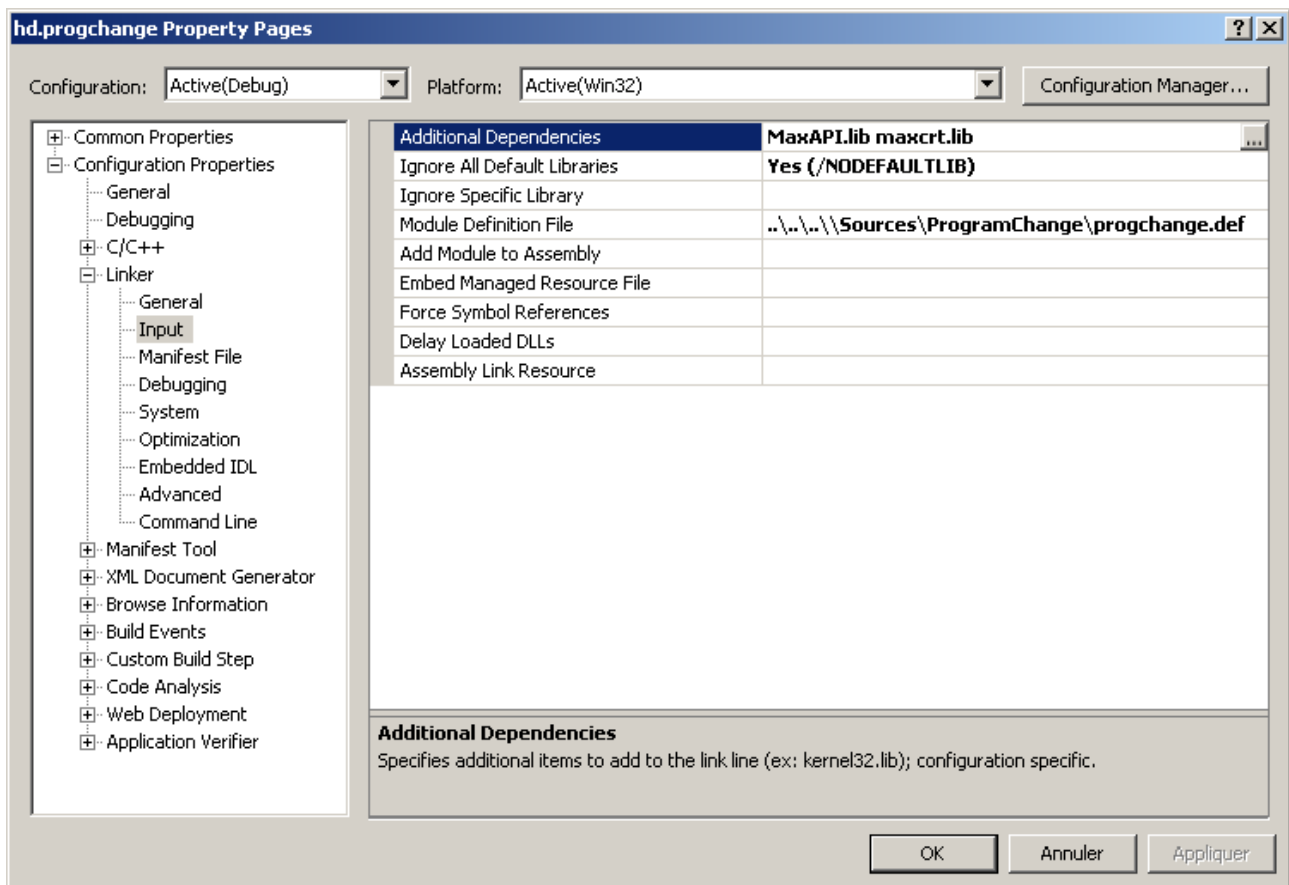 hd.progchange Property Pages
Configuration: Active(Debug) Platform: Active(Win32) Configuration Manager...
Common Properties
Configuration Properties
General
Debugging
C/C++
Linker
General
Input
Manifest File
Debugging
System
Optimization
Embedded IDL
Advanced
Command Line
Manifest Tool
XML Document Generator
Browse Information
Build Events
Custom Build Step
Code Analysis
Web Deployment
Application Verifier
Additional Dependencies MaxAPI.lib maxcrt.lib ...
Ignore All Default Libraries Yes (/NODEFAULTLIB)
Ignore Specific Library
Module Definition File ..\..\..\\Sources\ProgramChange\progchange.def
Add Module to Assembly
Embed Managed Resource File
Force Symbol References
Delay Loaded DLLs
Assembly Link Resource
Additional Dependencies
Specifies additional items to add to the link line (ex: kernel32.lib); configuration specific.
OK Annuler Appliquer